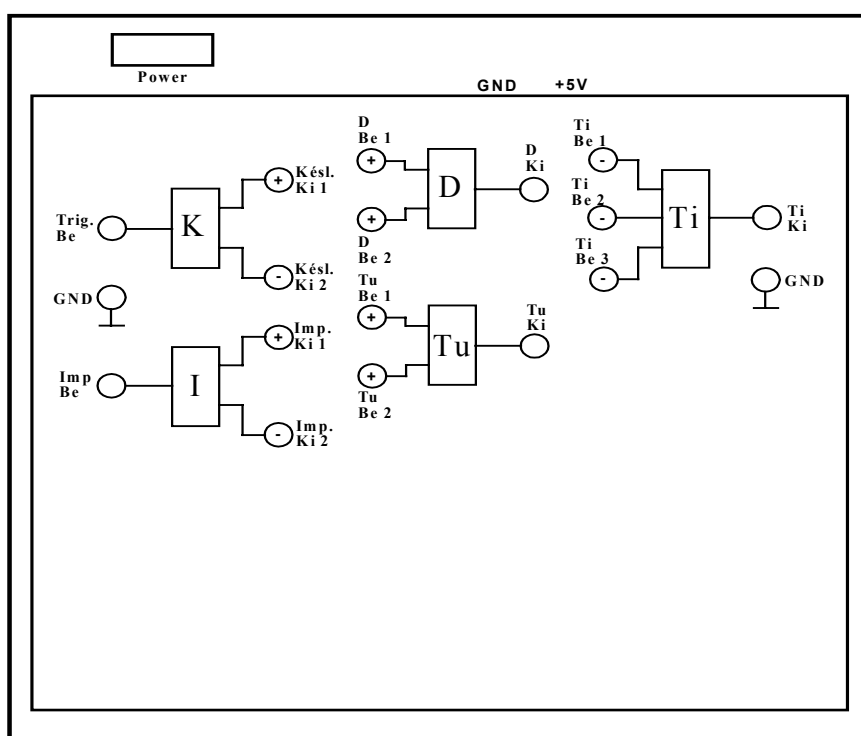 Power
GND +5V
Trig.
Be
K
+ Késl.
Ki 1
- Késl.
Ki 2
GND
Imp
Be
I
+ Imp.
Ki 1
- Imp.
Ki 2
D
Be 1
+
+
D
Be 2
D
D
Ki
Tu
Be 1
+
+
Tu
Be 2
Tu
Tu
Ki
Ti
Be 1
-
Ti
Be 2
-
Ti
Be 3
-
Ti
Ti
Ki
GND